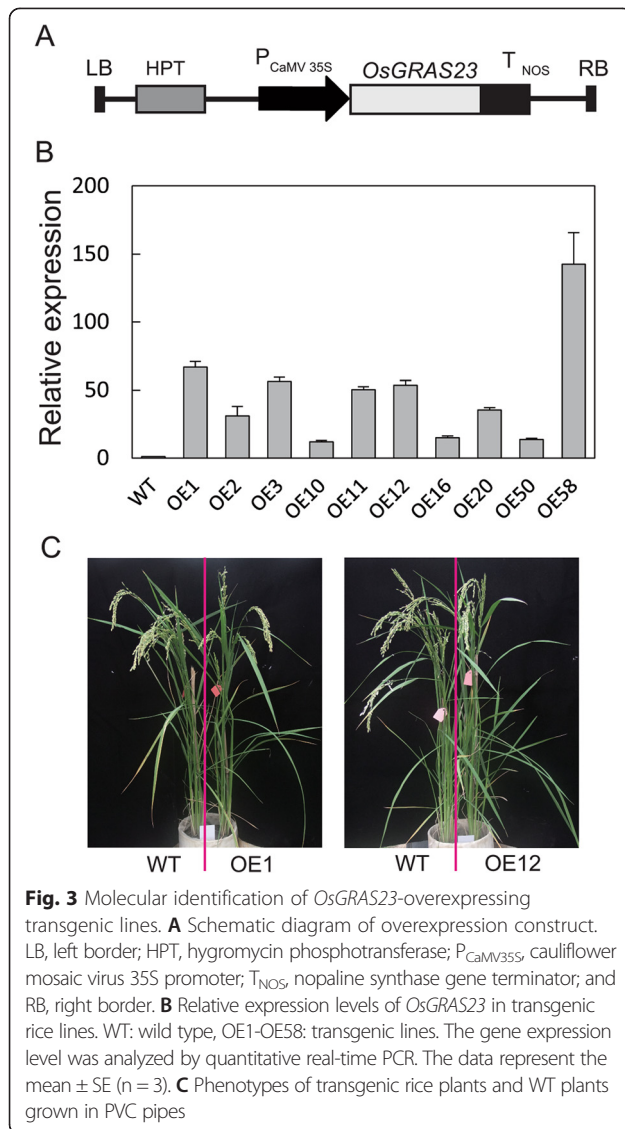 A
LB HPT P CaMV 35S OsGRAS23 T NOS RB
B
Relative expression
200
150
100
50
0
WT OE1 OE2 OE3 OE10 OE11 OE12 OE16 OE20 OE50 OE58
C
WT OE1 WT OE12
Fig. 3 Molecular identification of OsGRAS23-overexpressing
transgenic lines. A Schematic diagram of overexpression construct.
LB, left border; HPT, hygromycin phosphotransferase; PCaMV35S, cauliflower
mosaic virus 35S promoter; TNOS, nopaline synthase gene terminator; and
RB, right border. B Relative expression levels of OsGRAS23 in transgenic
rice lines. WT: wild type, OE1-OE58: transgenic lines. The gene expression
level was analyzed by quantitative real-time PCR. The data represent the
mean ± SE (n = 3). C Phenotypes of transgenic rice plants and WT plants
grown in PVC pipes